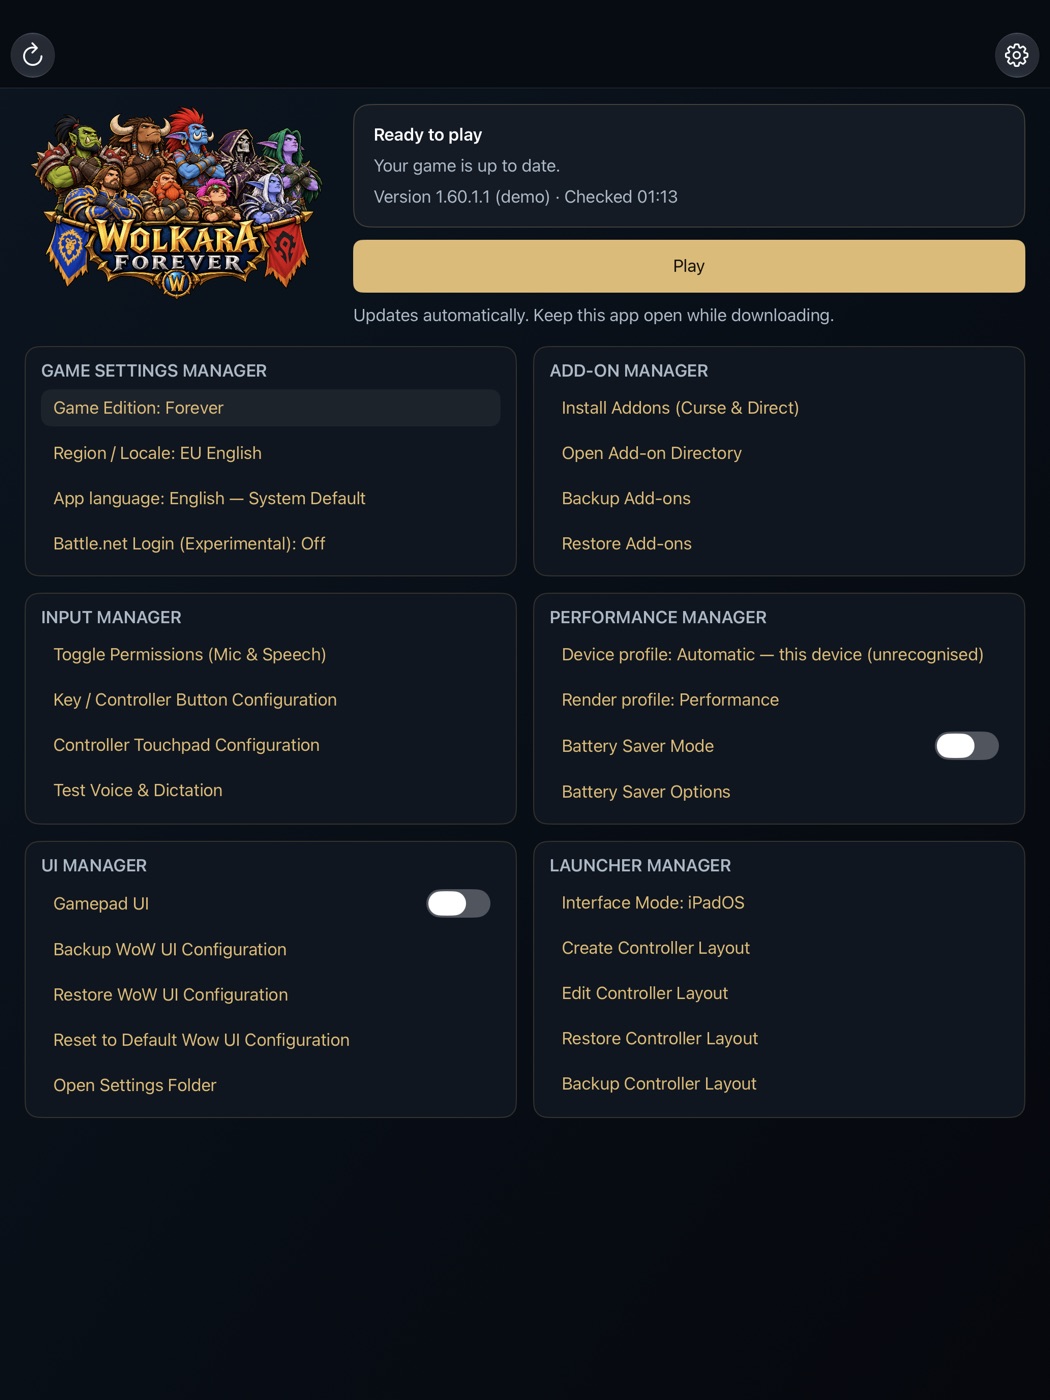 WOLKARA
FOREVER
W
Ready to play
Your game is up to date.
Version 1.60.1.1 (demo) · Checked 01:13
Play
Updates automatically. Keep this app open while downloading.
GAME SETTINGS MANAGER
Game Edition: Forever
Region / Locale: EU English
App language: English — System Default
Battle.net Login (Experimental): Off
ADD-ON MANAGER
Install Addons (Curse & Direct)
Open Add-on Directory
Backup Add-ons
Restore Add-ons
INPUT MANAGER
Toggle Permissions (Mic & Speech)
Key / Controller Button Configuration
Controller Touchpad Configuration
Test Voice & Dictation
PERFORMANCE MANAGER
Device profile: Automatic — this device (unrecognised)
Render profile: Performance
Battery Saver Mode
Battery Saver Options
UI MANAGER
Gamepad UI
Backup WoW UI Configuration
Restore WoW UI Configuration
Reset to Default Wow UI Configuration
Open Settings Folder
LAUNCHER MANAGER
Interface Mode: iPadOS
Create Controller Layout
Edit Controller Layout
Restore Controller Layout
Backup Controller Layout